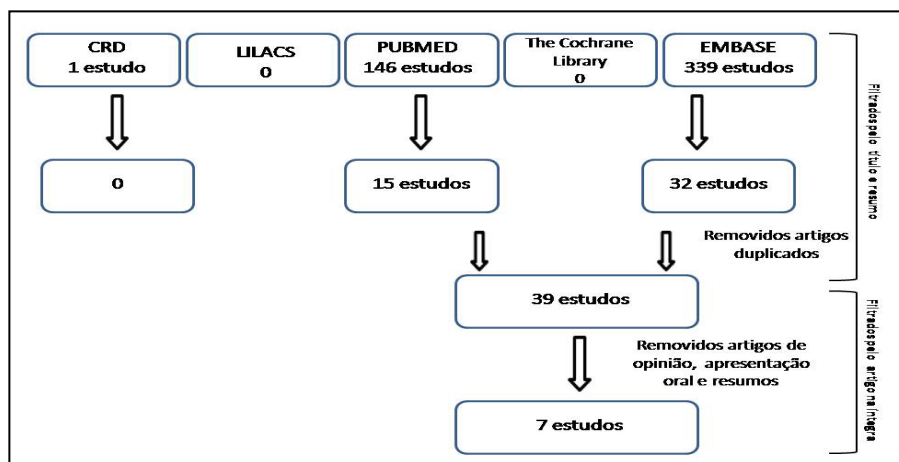 CRD
1 estudo
LILACS
0
PUBMED
146 estudos
The Cochrane
Library
0
EMBASE
339 estudos
0
15 estudos
32 estudos
Filtrados pelo título e resumo
Removidos artigos
duplicados
39 estudos
Removidos artigos de
opinião, apresentação
oral e resumos
Filtrados pelo artigo na íntegra
7 estudos